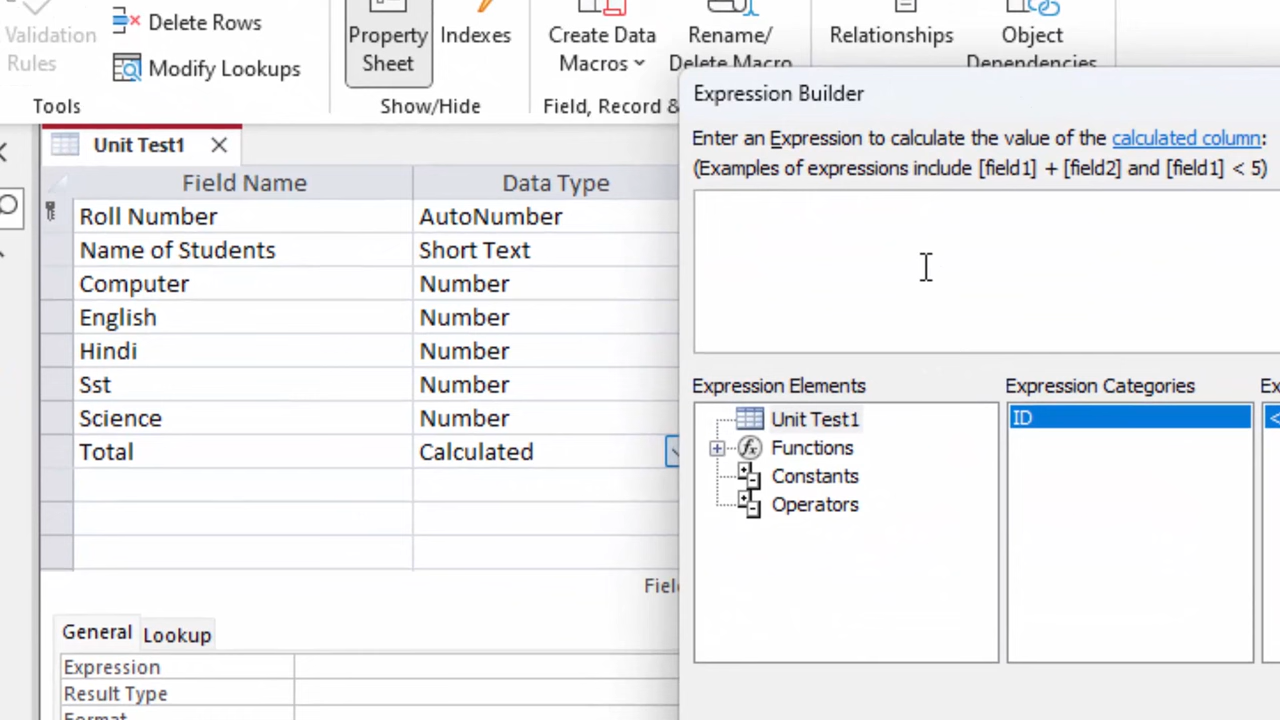 Validation
Rules
Delete Rows
Modify Lookups
Property
Sheet
Indexes
Create Data
Macros
Rename/
Delete Macro
Relationships
Object
Dependencies
Tools
Show/Hide
Field, Record &
Unit Test1
Field Name Data Type
Roll Number AutoNumber
Name of Students Short Text
Computer Number
English Number
Hindi Number
Sst Number
Science Number
Total Calculated
General Lookup
Expression
Result Type
Format
Expression Builder
Enter an Expression to calculate the value of the calculated column:
(Examples of expressions include [field1] + [field2] and [field1] < 5)
Expression Elements
Unit Test1
Functions
Constants
Operators
Expression Categories
ID